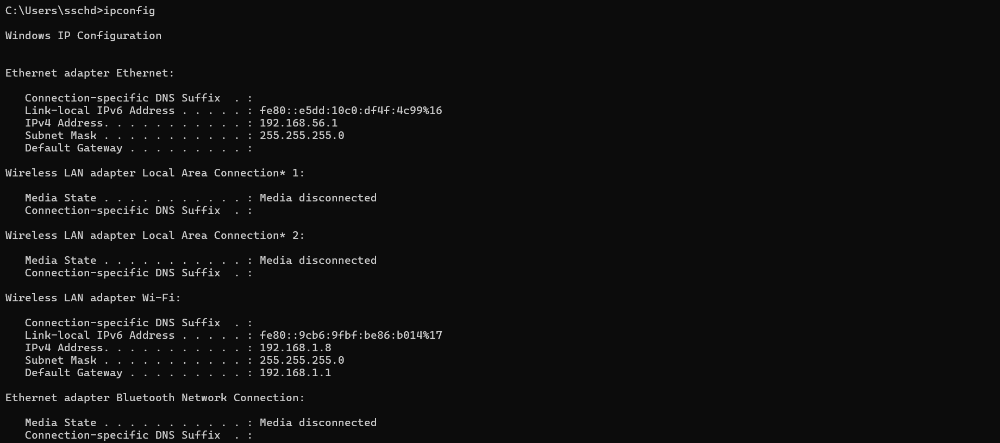 C:\Users\sschd>ipconfig
Windows IP Configuration
Ethernet adapter Ethernet:
   Connection-specific DNS Suffix  . :
   Link-local IPv6 Address . . . . . : fe80::e5dd:10c0:df4f:4c99%16
   IPv4 Address. . . . . . . . . . . : 192.168.56.1
   Subnet Mask . . . . . . . . . . . : 255.255.255.0
   Default Gateway . . . . . . . . . :
Wireless LAN adapter Local Area Connection* 1:
   Media State . . . . . . . . . . . : Media disconnected
   Connection-specific DNS Suffix  . :
Wireless LAN adapter Local Area Connection* 2:
   Media State . . . . . . . . . . . : Media disconnected
   Connection-specific DNS Suffix  . :
Wireless LAN adapter Wi-Fi:
   Connection-specific DNS Suffix  . :
   Link-local IPv6 Address . . . . . : fe80::9cb6:9fbf:be86:b014%17
   IPv4 Address. . . . . . . . . . . : 192.168.1.8
   Subnet Mask . . . . . . . . . . . : 255.255.255.0
   Default Gateway . . . . . . . . . : 192.168.1.1
Ethernet adapter Bluetooth Network Connection:
   Media State . . . . . . . . . . . : Media disconnected
   Connection-specific DNS Suffix  . :